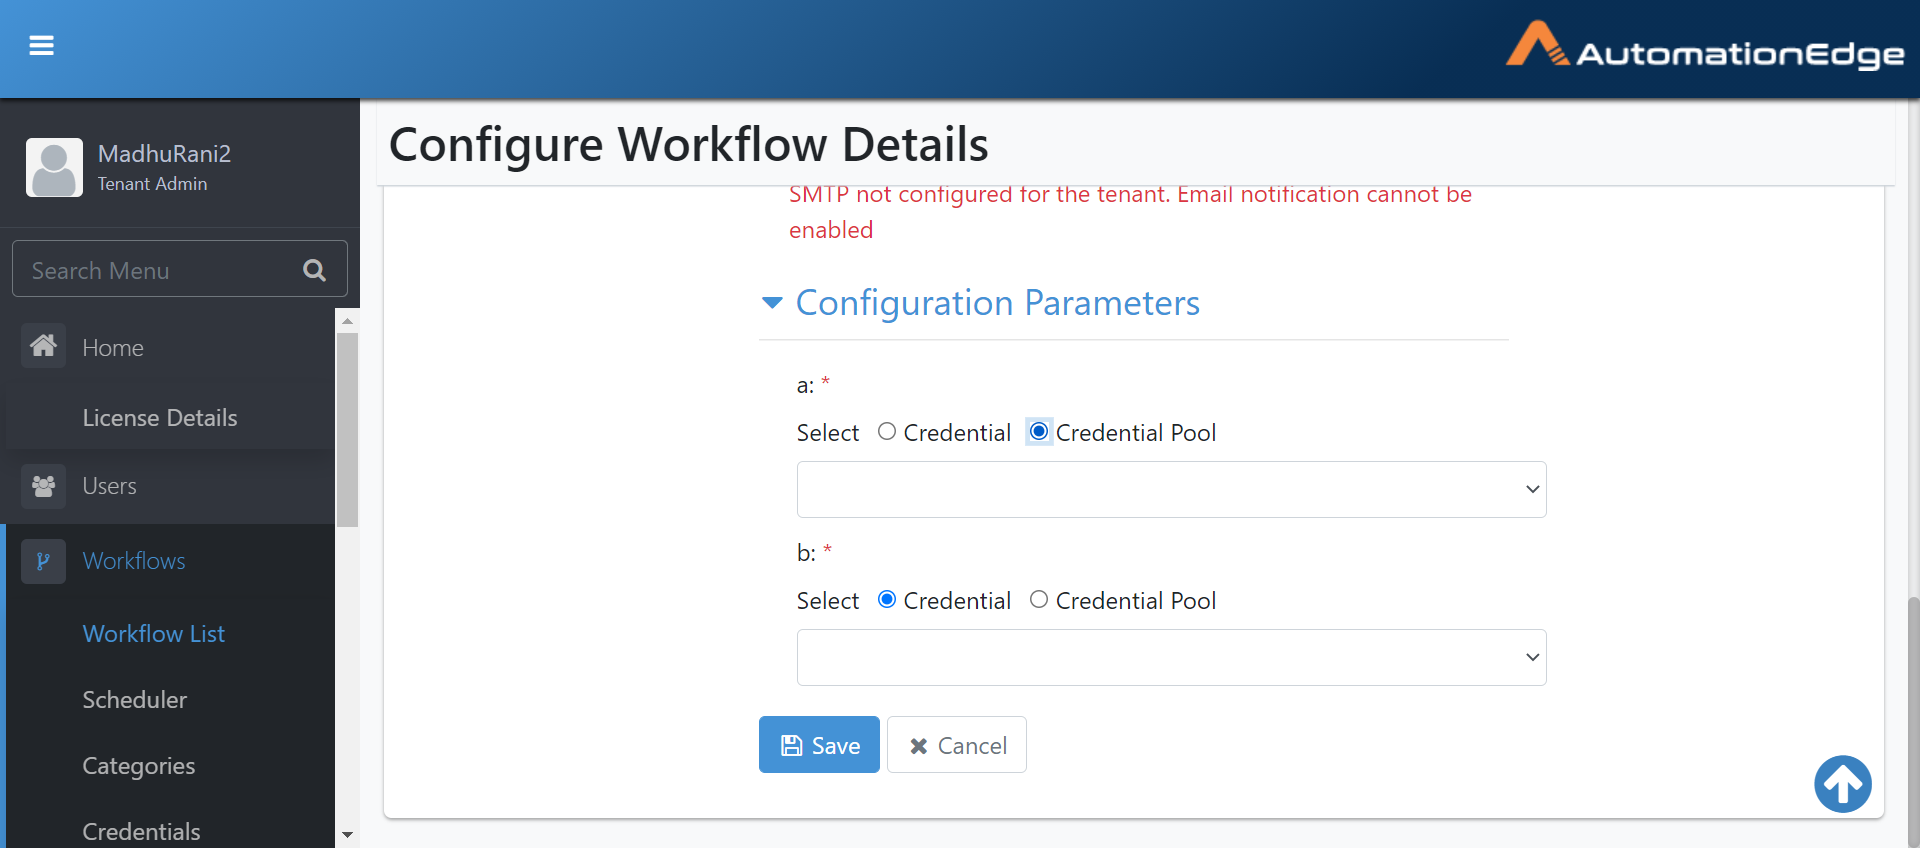 AutomationEdge
MadhuRani2
Tenant Admin
Search Menu
Home
License Details
Users
Workflows
Workflow List
Scheduler
Categories
Credentials
Configure Workflow Details
SMTP not configured for the tenant. Email notification cannot be
enabled
Configuration Parameters
a: *
Select Credential Credential Pool
b: *
Select Credential Credential Pool
Save Cancel